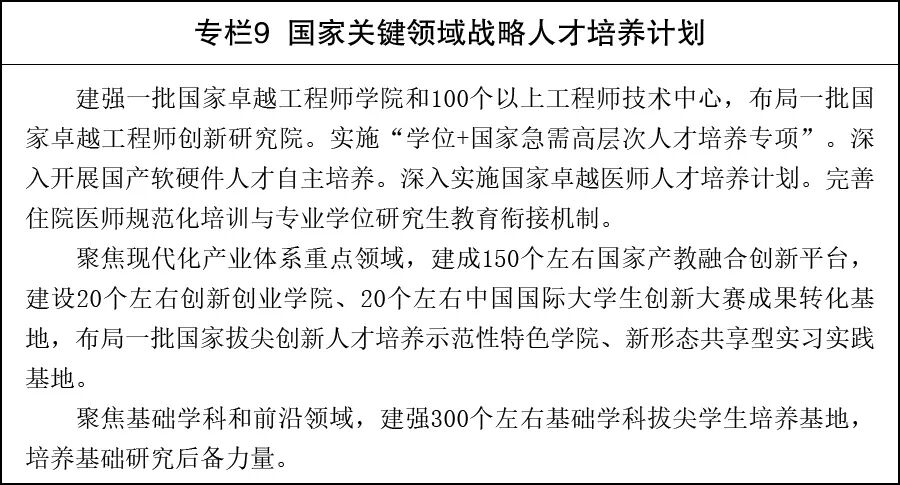 专栏9 国家关键领域战略人才培养计划
建强一批国家卓越工程师学院和100个以上工程师技术中心，布局一批国
家卓越工程师创新研究院。实施“学位+国家急需高层次人才培养专项”。深
入开展国产软硬件人才自主培养。深入实施国家卓越医师人才培养计划。完善
住院医师规范化培训与专业学位研究生教育衔接机制。
聚焦现代化产业体系重点领域，建成150个左右国家产教融合创新平台，
建设20个左右创新创业学院、20个左右中国国际大学生创新大赛成果转化基
地，布局一批国家拔尖创新人才培养示范性特色学院、新形态共享型实习实践
基地。
聚焦基础学科和前沿领域，建强300个左右基础学科拔尖学生培养基地，
培养基础研究后备力量。